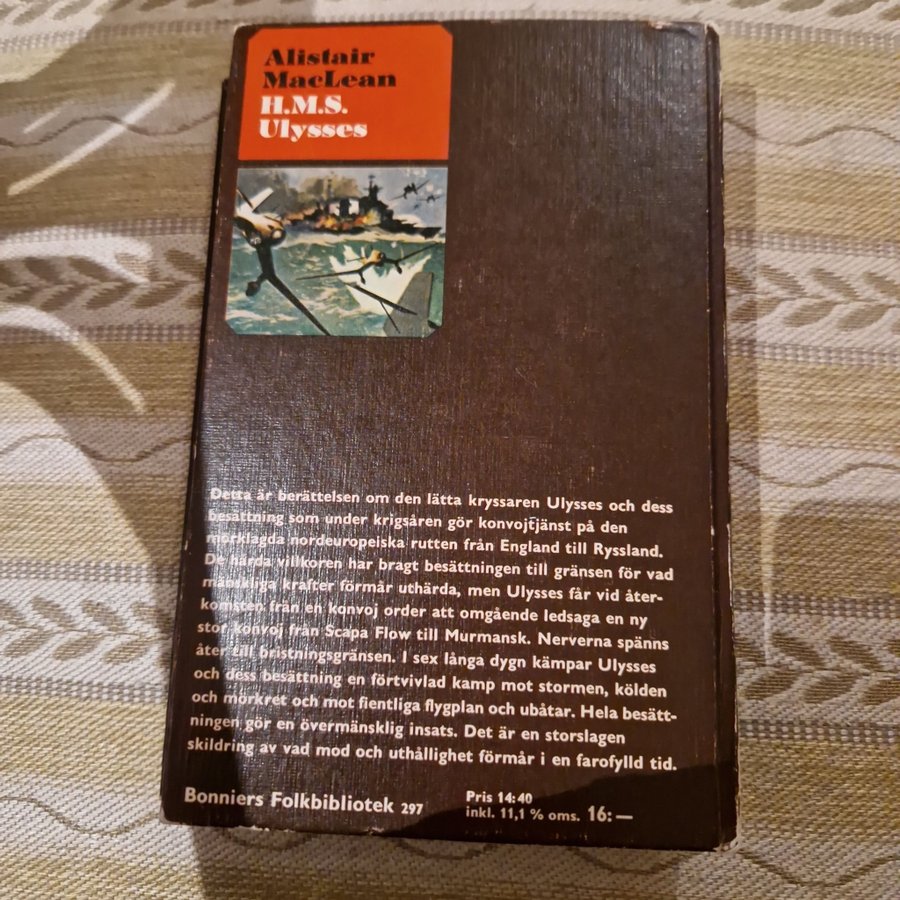 Alistair
MacLean
H.M.S.
Ulysses
Detta är berättelsen om den lätta kryssaren Ulysses och dess
besättning som under krigsåren gör konvojtjänst på den
mörklagda nordeuropeiska rutten från England till Ryssland.
De hårda villkoren har bragt besättningen till gränsen för vad
mänskliga krafter förmår uthärda, men Ulysses får vid åter-
komsten från en konvoj order att omgående ledsaga en ny
stor konvoj från Scapa Flow till Murmansk. Nerverna spänns
åter till bristningsgränsen. I sex långa dygn kämpar Ulysses
och dess besättning en förtvivlad kamp mot stormen, kölden
och mörkret och mot fientliga flygplan och ubåtar. Hela besätt-
ningen gör en övermänsklig insats. Det är en storslagen
skildring av vad mod och uthållighet förmår i en farofylld tid.
Bonniers Folkbibliotek 297
Pris 14:40
inkl. 11,1 % oms. 16:—